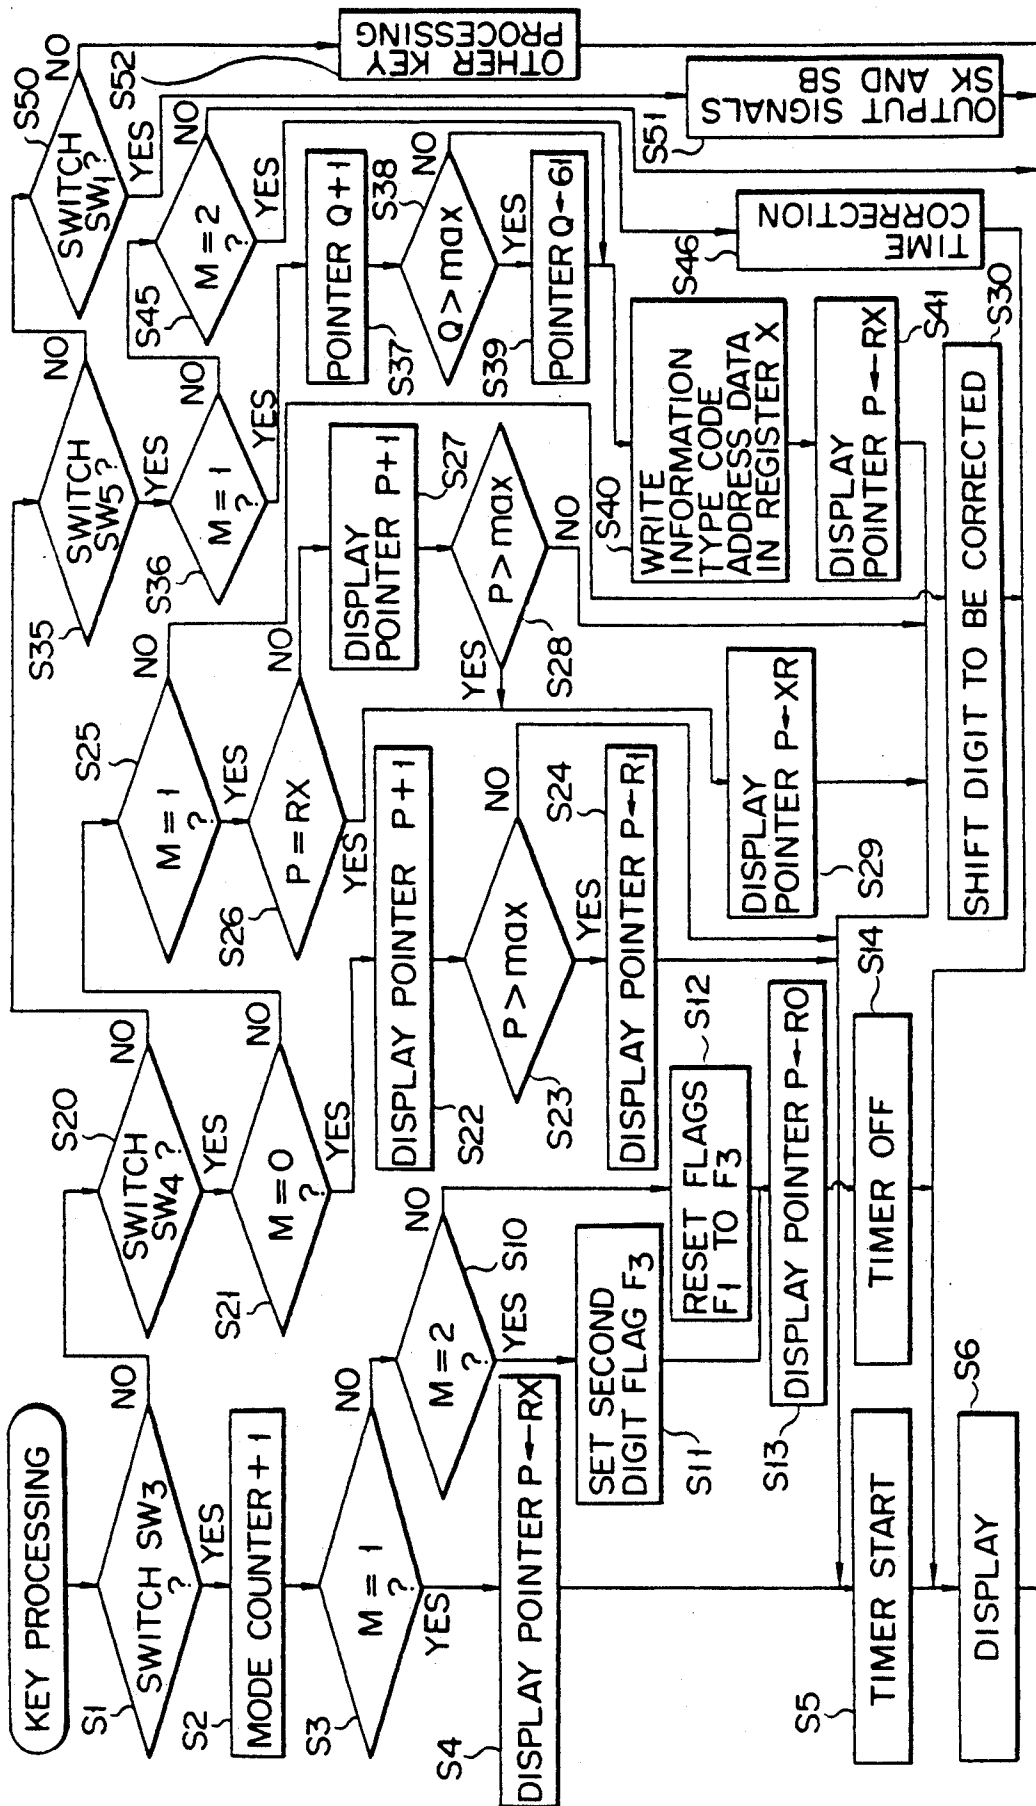 KEY PROCESSING
S1
SWITCH SW3
?
NO
YES
S2
MODE COUNTER +1
S3
M = 1
?
NO
YES
S4
DISPLAY POINTER P←RX
S5
TIMER START
S6
DISPLAY
M = 2
?
S10
NO
YES
SET SECOND
DIGIT FLAG F3
S11
RESET FLAGS
F1 TO F3
S12
S13
DISPLAY POINTER P←R0
TIMER OFF
S14
SWITCH
SW4 ?
S20
NO
YES
S21
M = 0
?
NO
YES
DISPLAY POINTER P+1
S22
P > max
S23
NO
YES
DISPLAY POINTER P←R1
S24
M = 1
?
S25
NO
YES
P = RX
S26
NO
YES
DISPLAY
POINTER P+1
S27
P > max
S28
YES
NO
DISPLAY
POINTER P←XR
S29
SHIFT DIGIT TO BE CORRECTED
S30
SWITCH
SW5 ?
S35
NO
YES
M = 1
?
S36
NO
YES
POINTER Q+1
S37
Q > max
S38
NO
YES
POINTER Q←61
S39
S40
WRITE
INFORMATION
TYPE CODE
ADDRESS DATA
IN REGISTER X
DISPLAY
POINTER P←RX
S41
S45
M = 2
?
NO
YES
S46
TIME
CORRECTION
SWITCH
SW1 ?
S50
NO
YES
S51
OUTPUT SIGNALS
SK AND SB
S52
OTHER KEY
PROCESSING